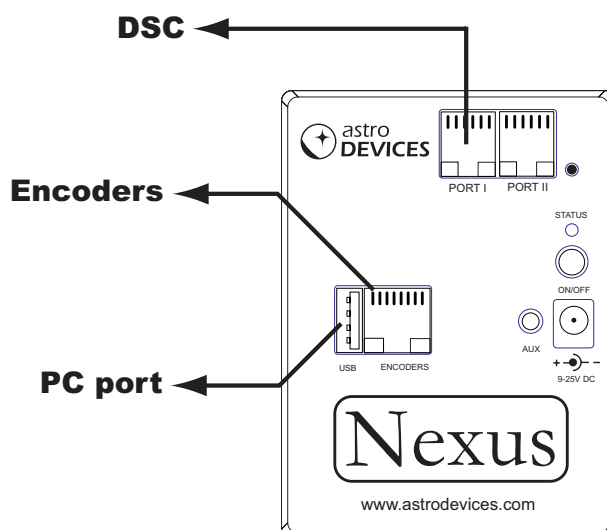 DSC
astro
DEVICES
PORT I PORT II
Encoders
STATUS
ON/OFF
AUX
USB ENCODERS
+ -
9-25V DC
PC port
Nexus
www.astrodevices.com